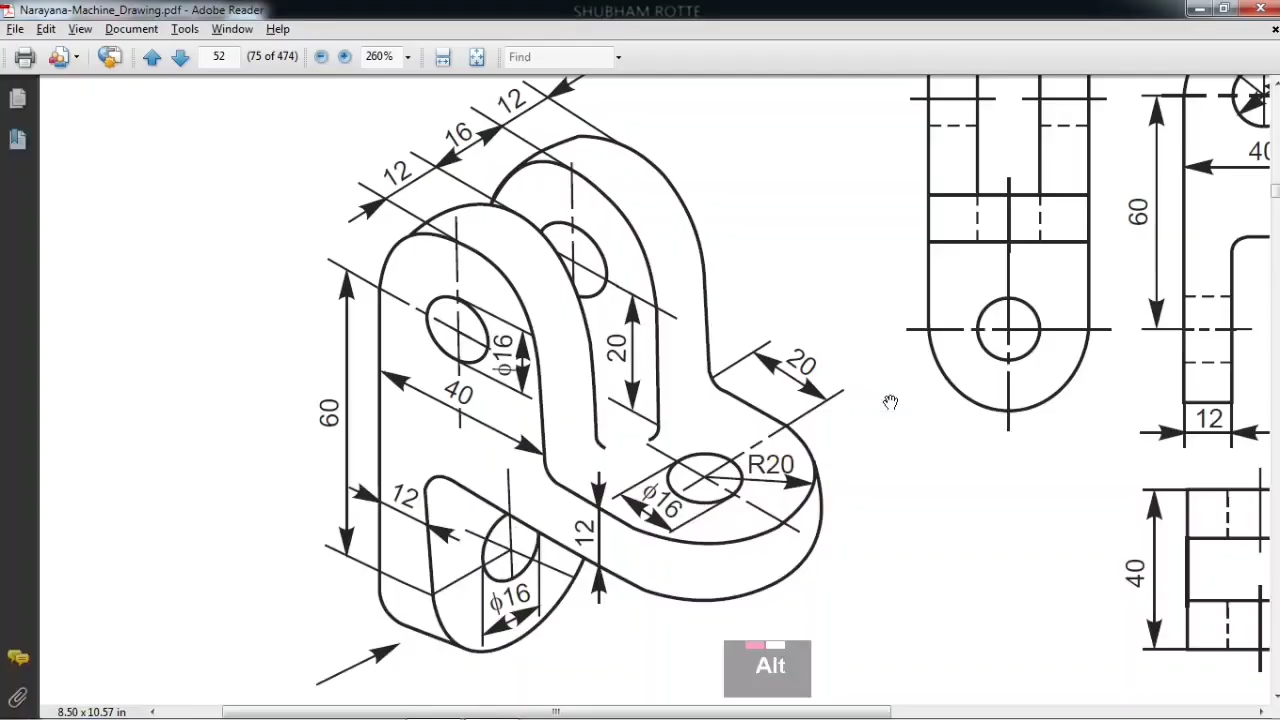 Narayana-Machine_Drawing.pdf - Adobe Reader
SHUBHAM ROTTE
File Edit View Document Tools Window Help
52 (75 of 474) 260% Find
12
16
12
60
40
ϕ16
20
20
R20
ϕ16
12
12
ϕ16
60
40
12
40
Alt
8.50 x 10.57 in